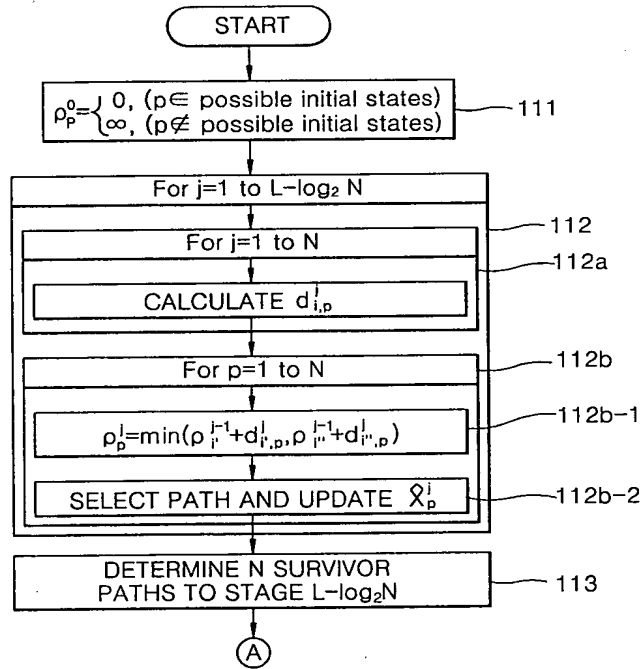 START
ρ_p^0 = { 0, (p∈ possible initial states)
∞, (p∉ possible initial states)
111
For j=1 to L-log₂ N
112
For j=1 to N
112a
CALCULATE d_{i,p}^j
For p=1 to N
112b
ρ_p^j=min(ρ_{i'}^{j-1}+d_{i',p}^j, ρ_{i''}^{j-1}+d_{i'',p}^j)
112b-1
SELECT PATH AND UPDATE x̂_p^j
112b-2
DETERMINE N SURVIVOR
PATHS TO STAGE L-log₂N
113
A